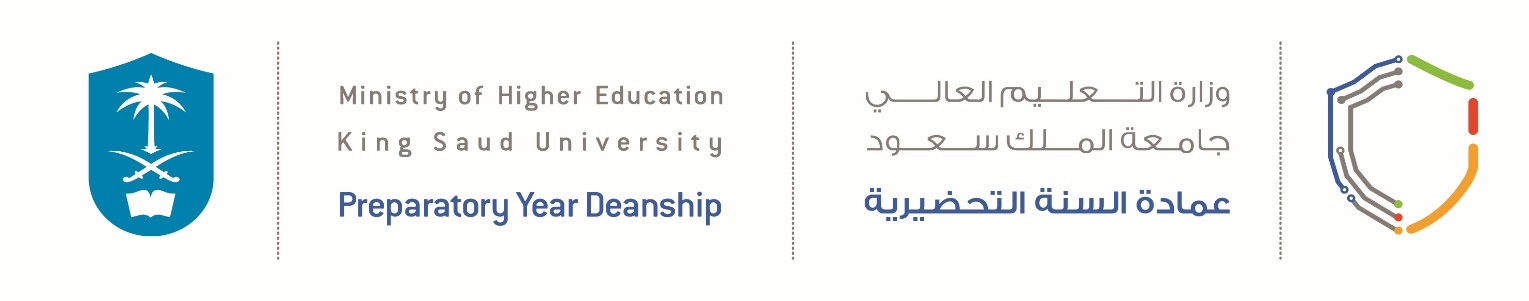 Ministry of Higher Education
King Saud University
Preparatory Year Deanship
وزارة التعليم العالي
جامعة الملك سعود
عمادة السنة التحضيرية